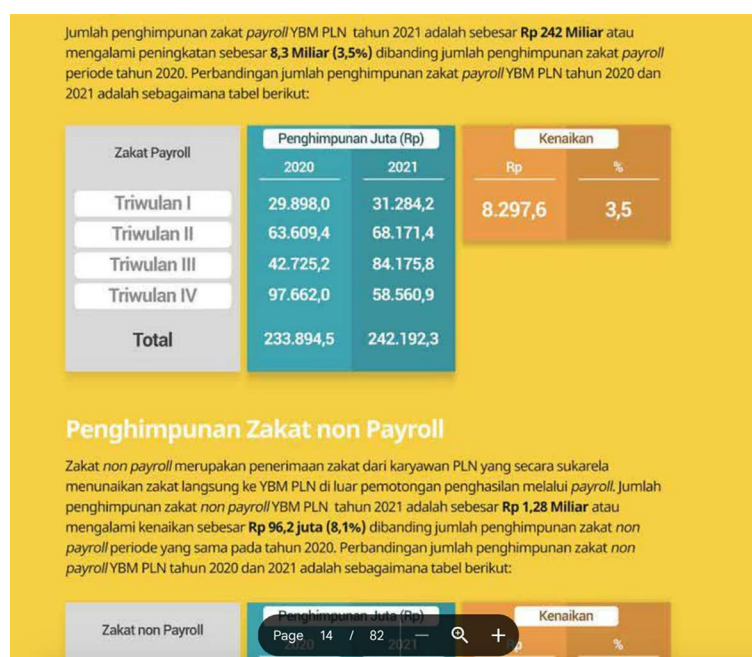 Jumlah penghimpunan zakat payroll YBM PLN tahun 2021 adalah sebesar Rp 242 Miliar atau
mengalami peningkatan sebesar 8,3 Miliar (3,5%) dibanding jumlah penghimpunan zakat payroll
periode tahun 2020. Perbandingan jumlah penghimpunan zakat payroll YBM PLN tahun 2020 dan
2021 adalah sebagaimana tabel berikut:
Zakat Payroll Penghimpunan Juta (Rp) Kenaikan
2020 2021 Rp %
Triwulan I 29.898,0 31.284,2 8.297,6 3,5
Triwulan II 63.609,4 68.171,4
Triwulan III 42.725,2 84.175,8
Triwulan IV 97.662,0 58.560,9
Total 233.894,5 242.192,3
Penghimpunan Zakat non Payroll
Zakat non payroll merupakan penerimaan zakat dari karyawan PLN yang secara sukarela
menunaikan zakat langsung ke YBM PLN di luar pemotongan penghasilan melalui payroll. Jumlah
penghimpunan zakat non payroll YBM PLN tahun 2021 adalah sebesar Rp 1,28 Miliar atau
mengalami kenaikan sebesar Rp 96,2 juta (8,1%) dibanding jumlah penghimpunan zakat non
payroll periode yang sama pada tahun 2020. Perbandingan jumlah penghimpunan zakat non
payroll YBM PLN tahun 2020 dan 2021 adalah sebagaimana tabel berikut:
Zakat non Payroll Penghimpunan Juta (Rp) Kenaikan
2020 2021 %
Page 14 / 82